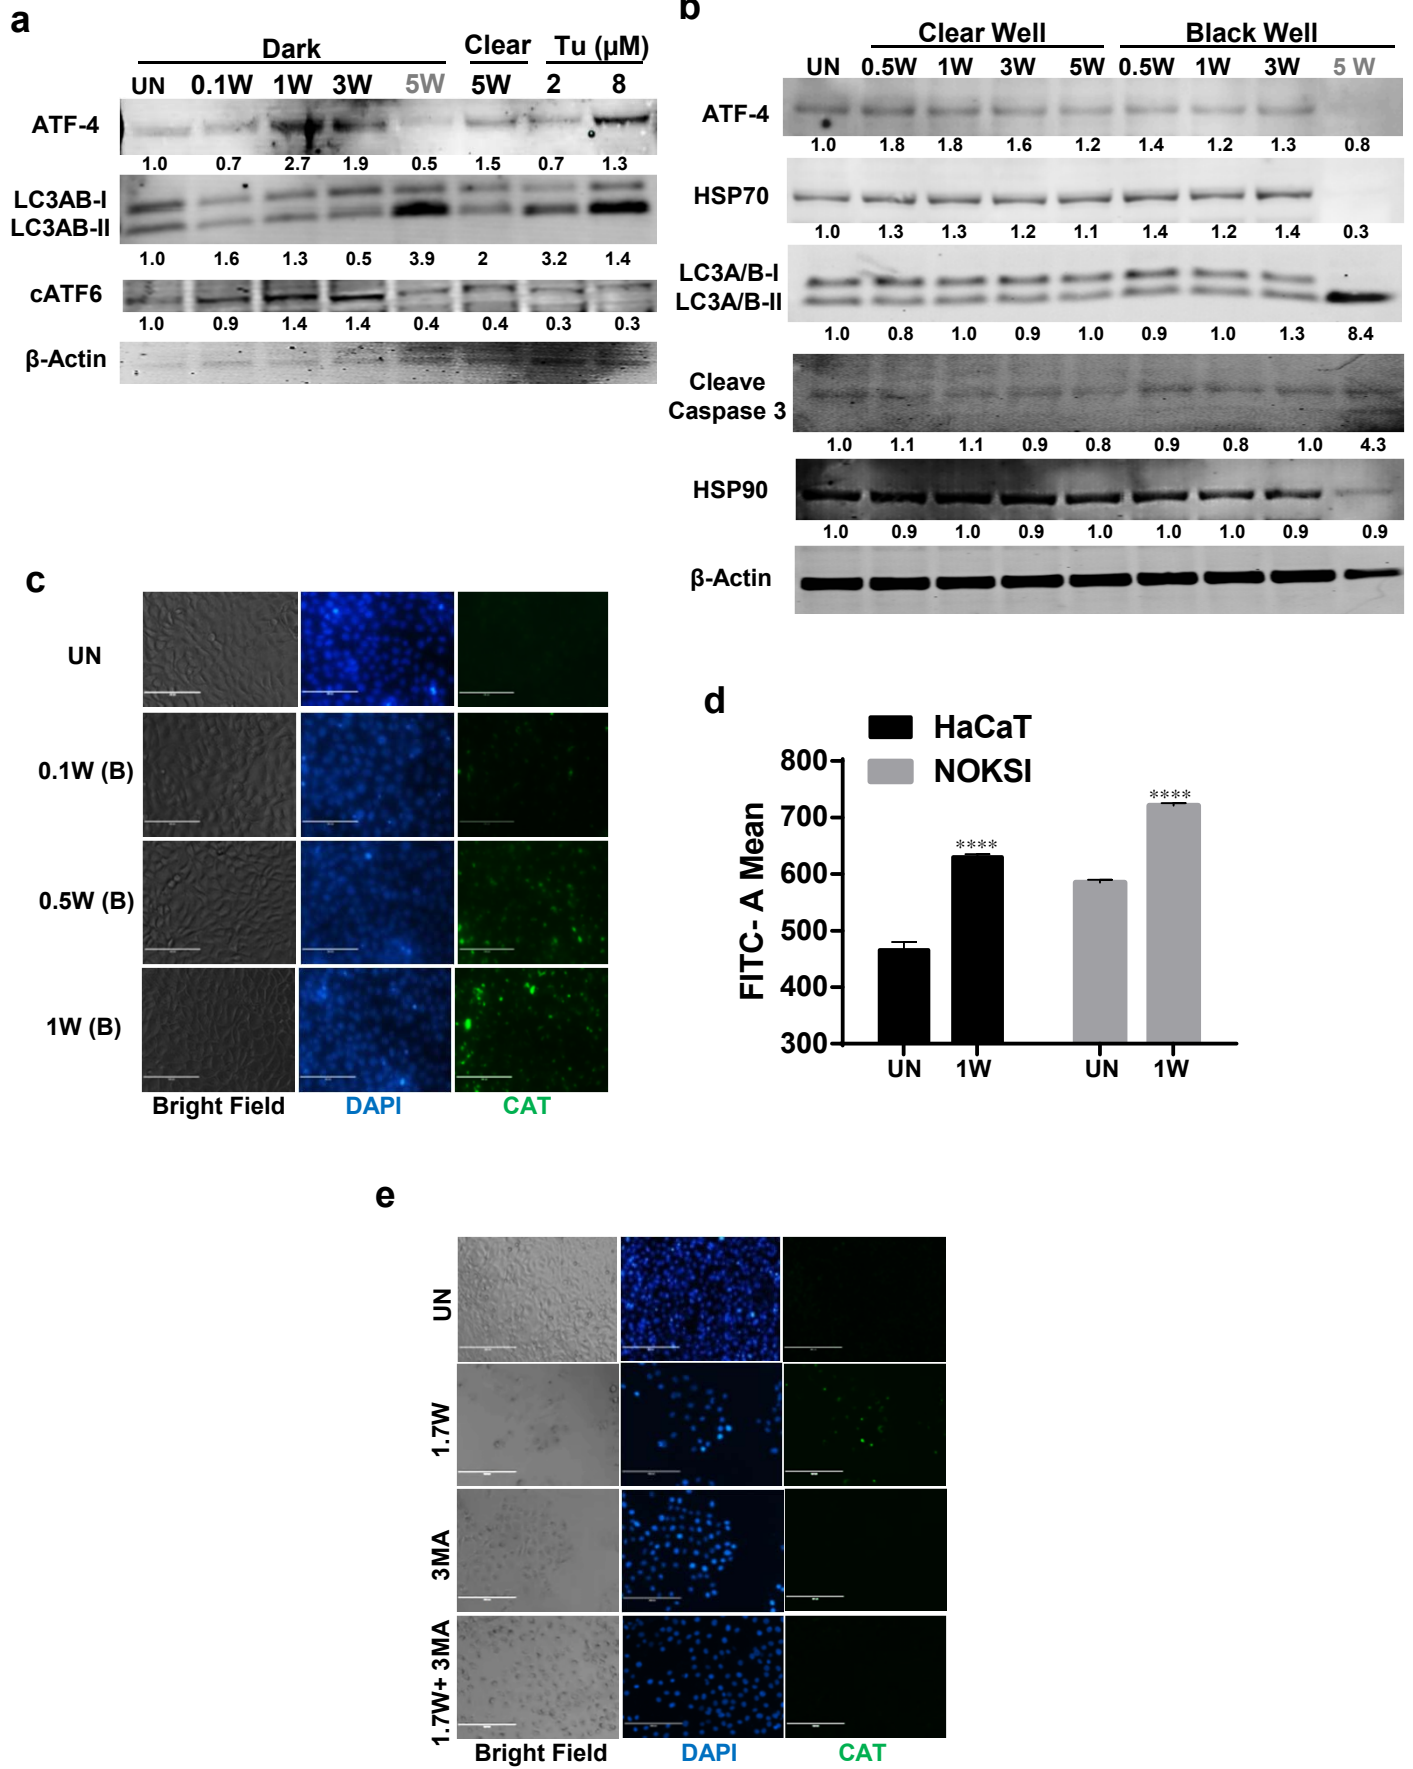 a
Dark
Clear
Tu (µM)
UN 0.1W 1W 3W 5W 5W 2 8
ATF-4
1.0 0.7 2.7 1.9 0.5 1.5 0.7 1.3
LC3AB-I
LC3AB-II
1.0 1.6 1.3 0.5 3.9 2 3.2 1.4
cATF6
1.0 0.9 1.4 1.4 0.4 0.4 0.3 0.3
β-Actin
b
Clear Well
Black Well
UN 0.5W 1W 3W 5W 0.5W 1W 3W 5 W
ATF-4
1.0 1.8 1.8 1.6 1.2 1.4 1.2 1.3 0.8
HSP70
1.0 1.3 1.3 1.2 1.1 1.4 1.2 1.4 0.3
LC3A/B-I
LC3A/B-II
1.0 0.8 1.0 0.9 1.0 0.9 1.0 1.3 8.4
Cleave
Caspase 3
1.0 1.1 1.1 0.9 0.8 0.9 0.8 1.0 4.3
HSP90
1.0 0.9 1.0 0.9 1.0 1.0 1.0 0.9 0.9
β-Actin
c
UN
0.1W (B)
0.5W (B)
1W (B)
Bright Field DAPI CAT
d
HaCaT
NOKSI
FITC- A Mean
800
700
600
500
400
300
****
****
UN 1W UN 1W
e
UN
1.7W
3MA
1.7W+ 3MA
Bright Field DAPI CAT